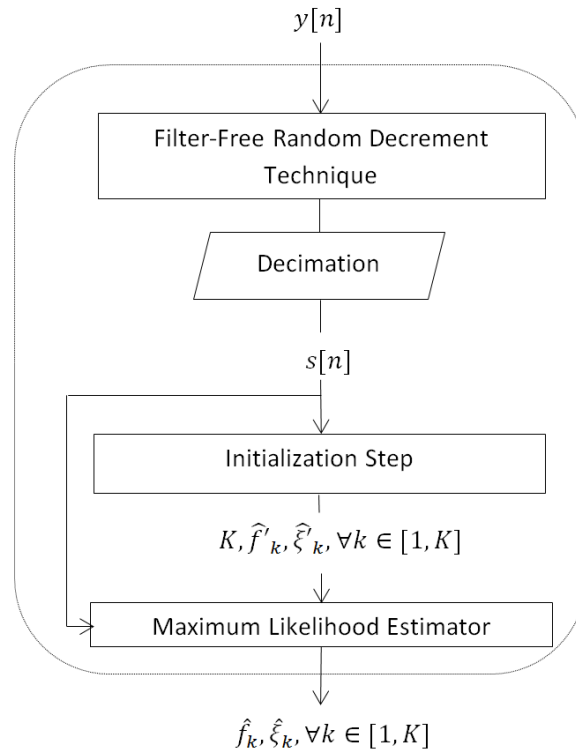 y[n]
Filter-Free Random Decrement
Technique
Decimation
s[n]
Initialization Step
K, f̂′ₖ, ξ̂′ₖ, ∀k ∈ [1, K]
Maximum Likelihood Estimator
f̂ₖ, ξ̂ₖ, ∀k ∈ [1, K]